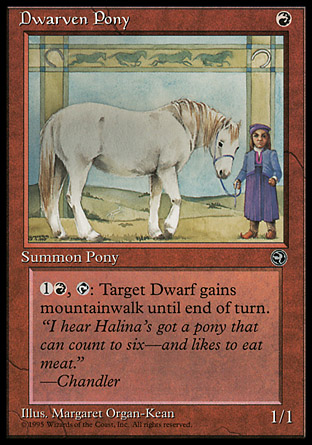 Dwarven Pony
Summon Pony
1R, T: Target Dwarf gains
mountainwalk until end of turn.
“I hear Halina's got a pony that
can count to six—and likes to eat
meat.”
—Chandler
Illus. Margaret Organ-Kean
©1995 Wizards of the Coast, Inc. All rights reserved.
1/1